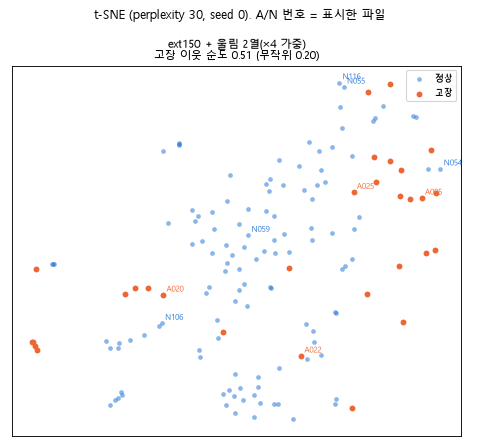 t-SNE (perplexity 30, seed 0). A/N 번호 = 표시한 파일
ext150 + 울림 2열(×4 가중)
고장 이웃 순도 0.51 (무작위 0.20)
정상
고장
N116
N055
N054
A025
N059
A020
N106
A022